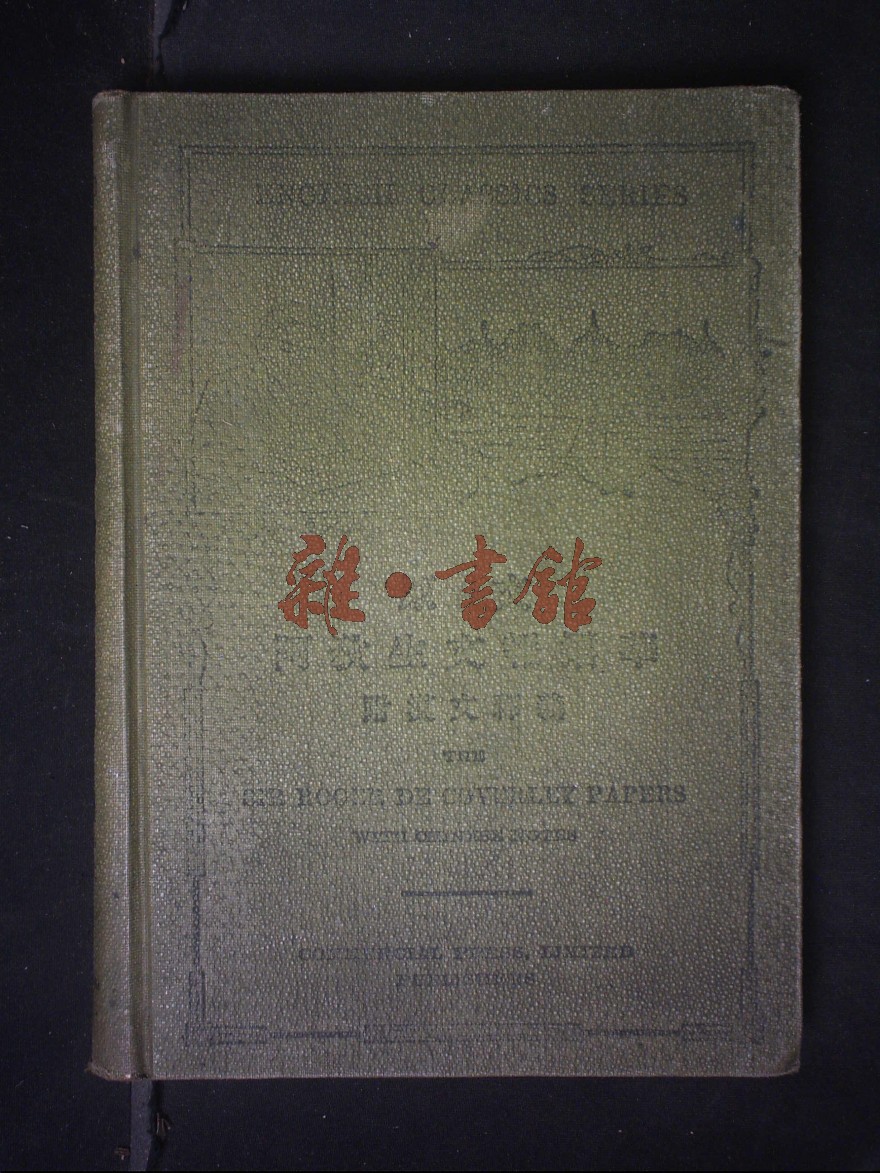 ENGLISH CLASSICS SERIES
雜·書館
THE
SIR ROGER DE COVERLEY PAPERS
WITH CHINESE NOTES
COMMERCIAL PRESS, LIMITED
PUBLISHERS